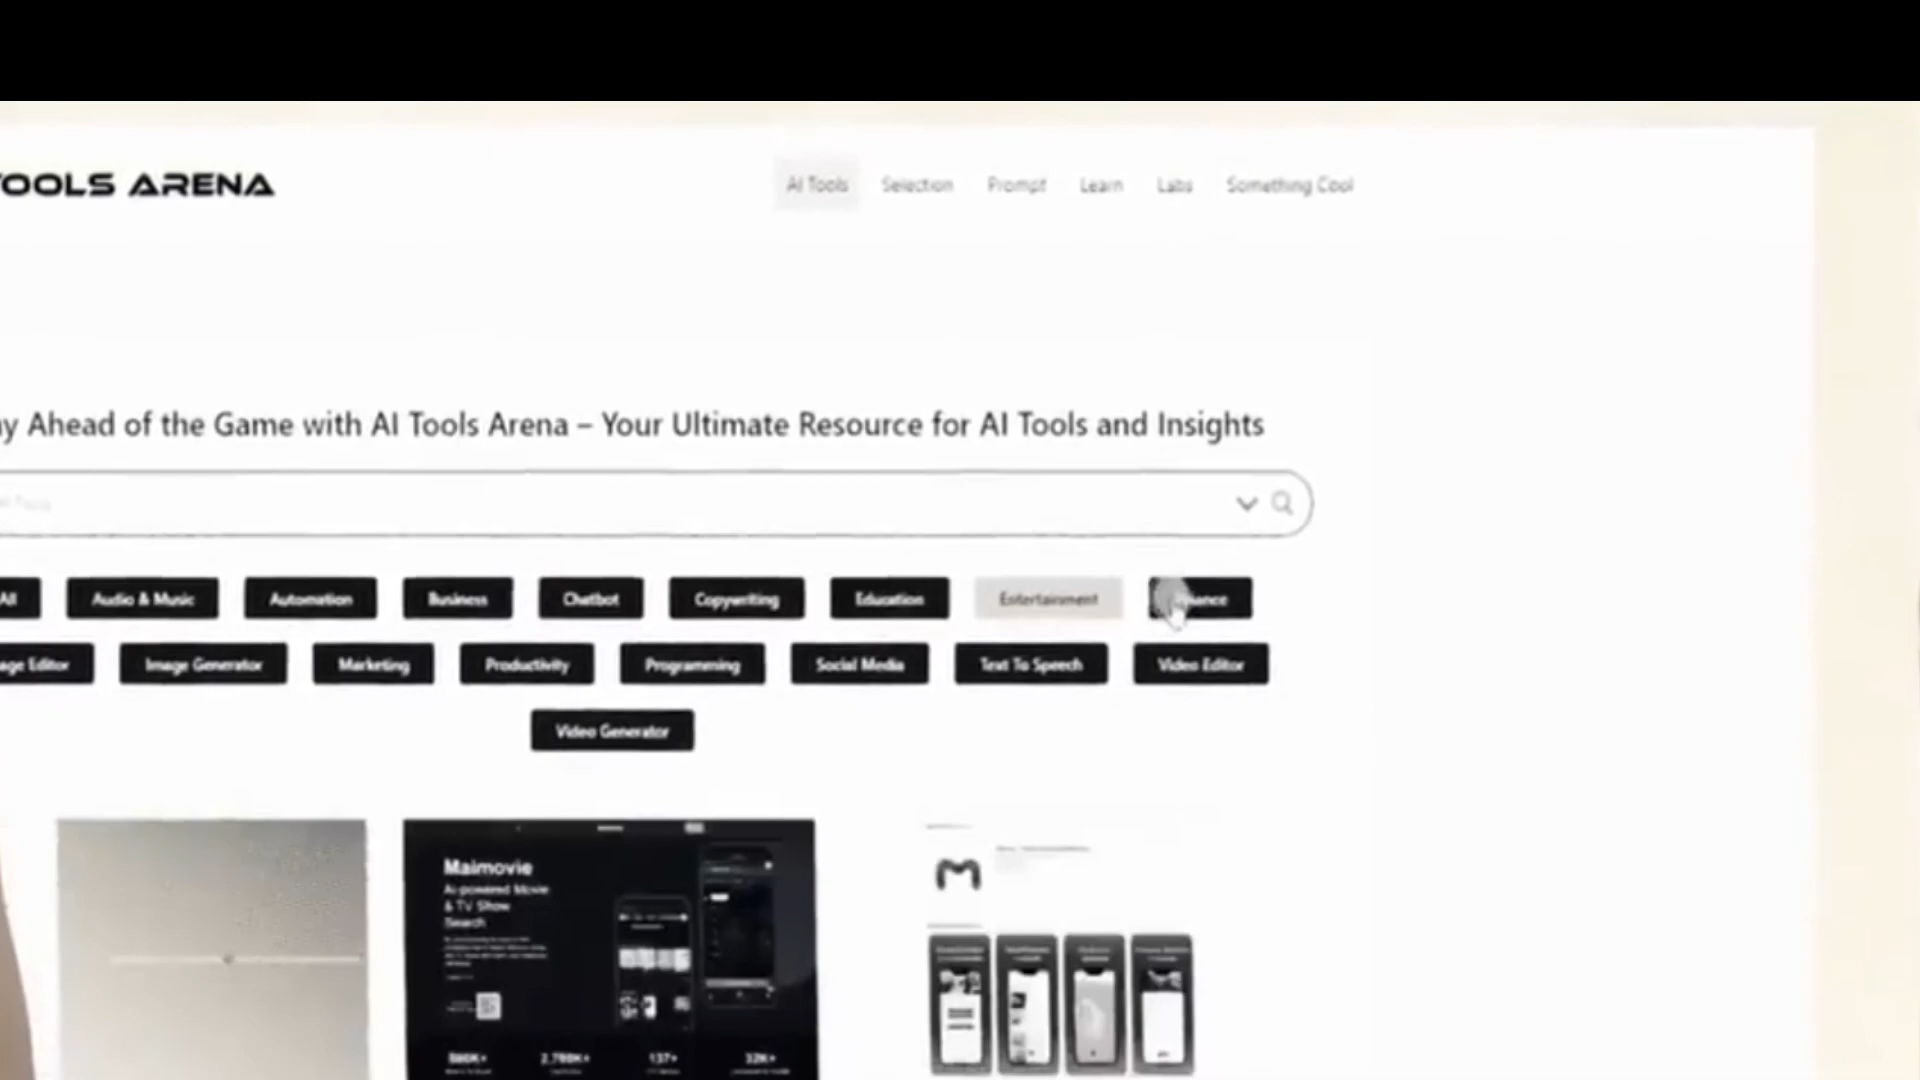 TOOLS ARENA
AI Tools Selection Prompt Learn Labs Something Cool
Ahead of the Game with AI Tools Arena – Your Ultimate Resource for AI Tools and Insights
All Audio & Music Automation Business Chatbot Copywriting Education Entertainment
Editor Image Generator Marketing Productivity Programming Social Media Text To Speech Video Editor
Video Generator
Maimovie
AI-powered Movie
& TV Show
Search
137+
32K+